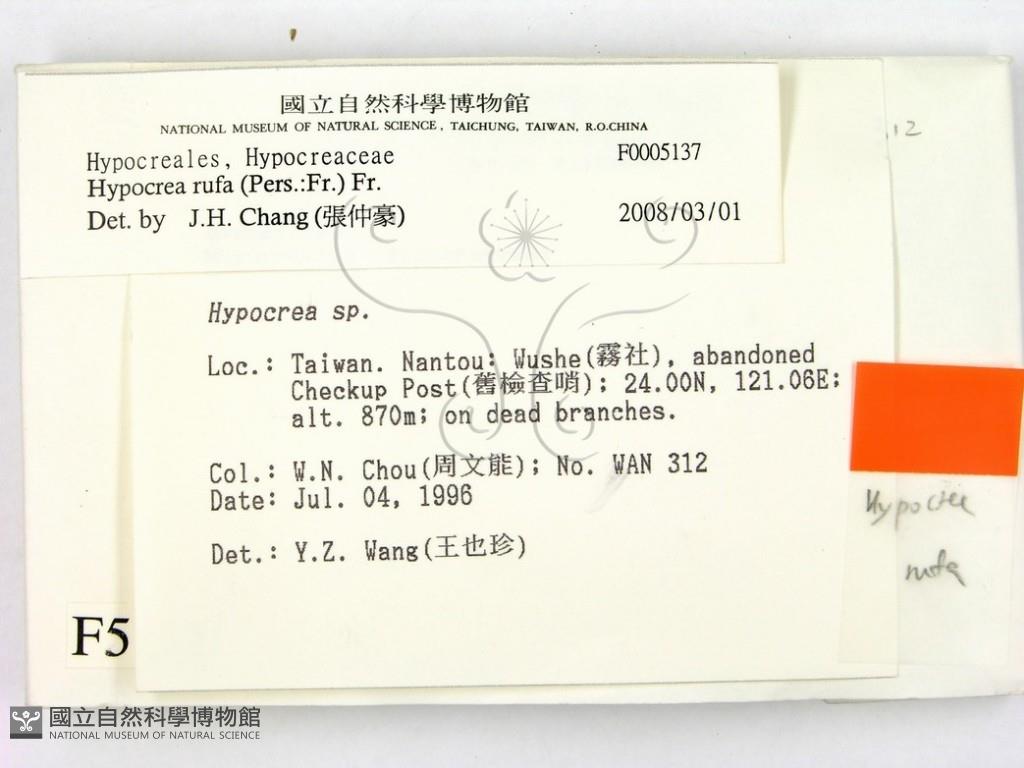 國立自然科學博物館
NATIONAL MUSEUM OF NATURAL SCIENCE, TAICHUNG, TAIWAN, R.O.CHINA
Hypocreales, Hypocreaceae F0005137
Hypocrea rufa (Pers.:Fr.) Fr.
Det. by J.H. Chang (張仲豪) 2008/03/01
12
Hypocrea sp.
Loc.: Taiwan. Nantou: Wushe(霧社), abandoned
Checkup Post(舊檢查哨); 24.00N, 121.06E;
alt. 870m; on dead branches.
Col.: W.N. Chou(周文能); No. WAN 312
Date: Jul. 04, 1996
Det.: Y.Z. Wang(王也珍)
Hypocrea
rufa
F5
國立自然科學博物館
NATIONAL MUSEUM OF NATURAL SCIENCE